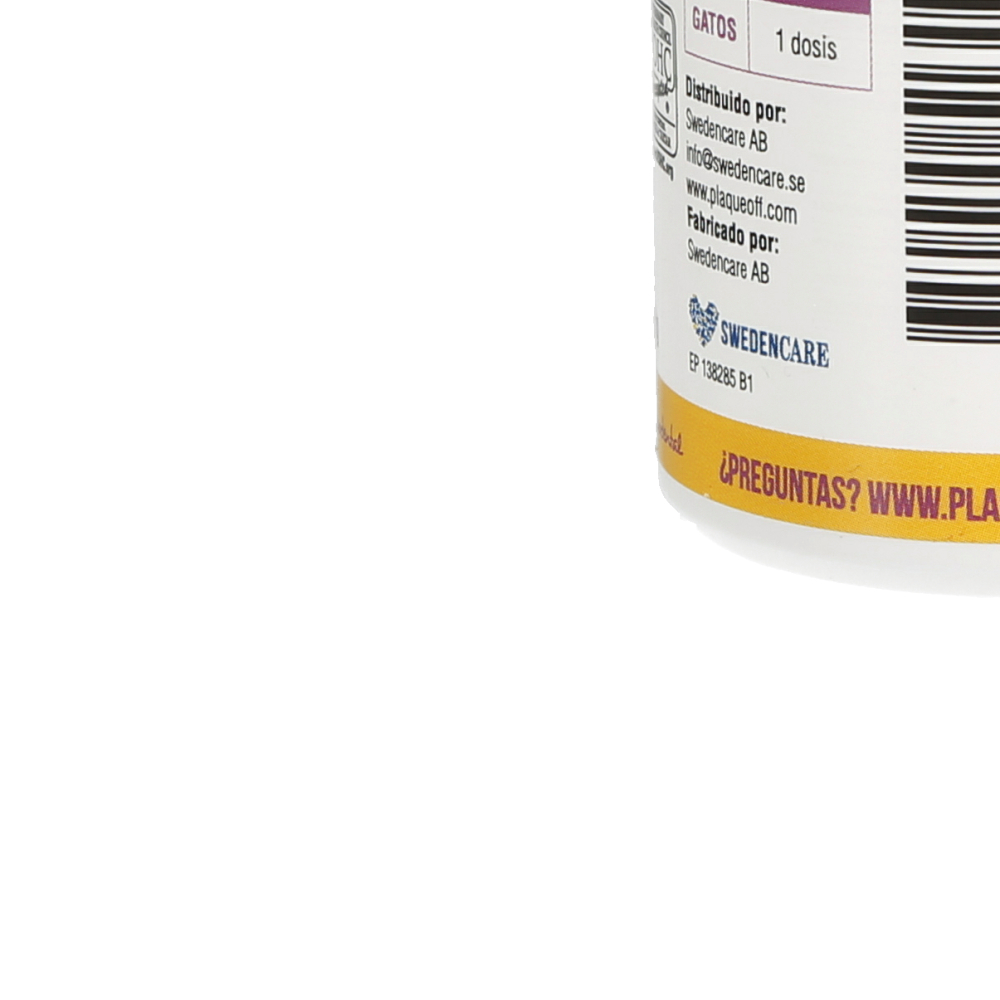 GATOS
1 dosis
Distribuido por:
Swedencare AB
info@swedencare.se
www.plaqueoff.com
Fabricado por:
Swedencare AB
SWEDENCARE
EP 138285 B1
¿PREGUNTAS? WWW.PLA